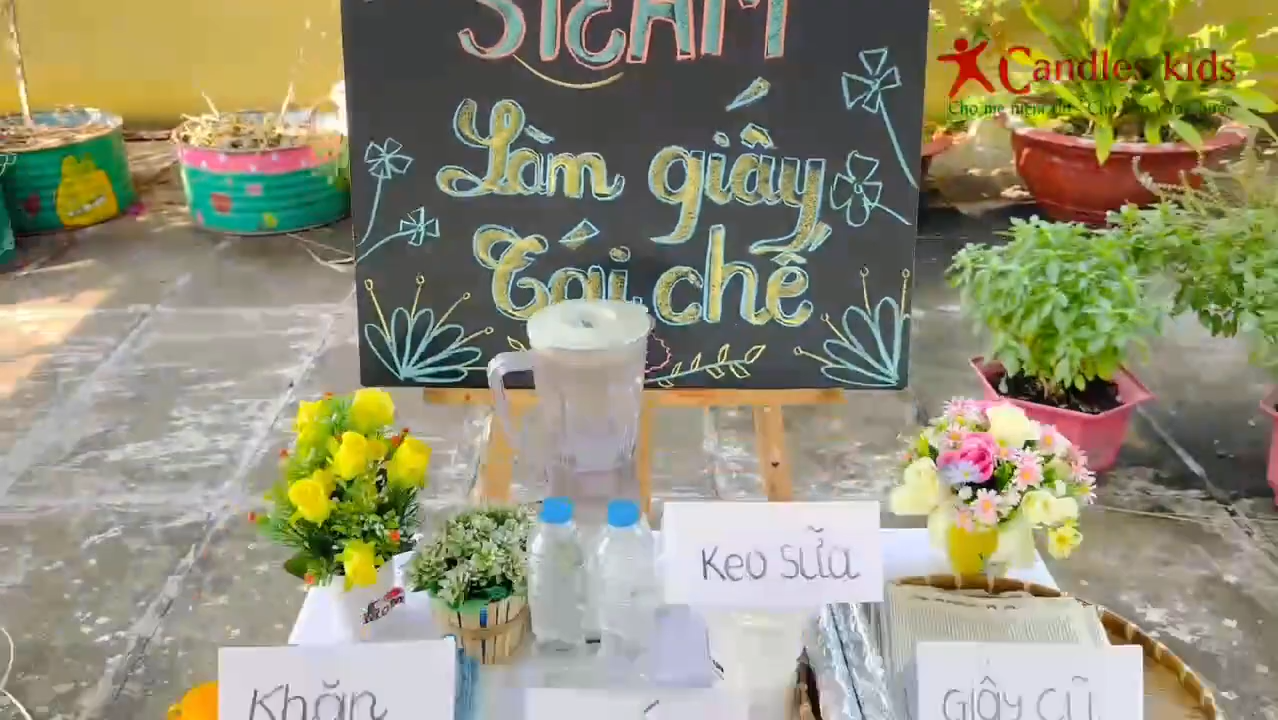 STEAM
Candles kids
Làm giấy
Tái chế
Keo sữa
Khăn
Giấy cũ